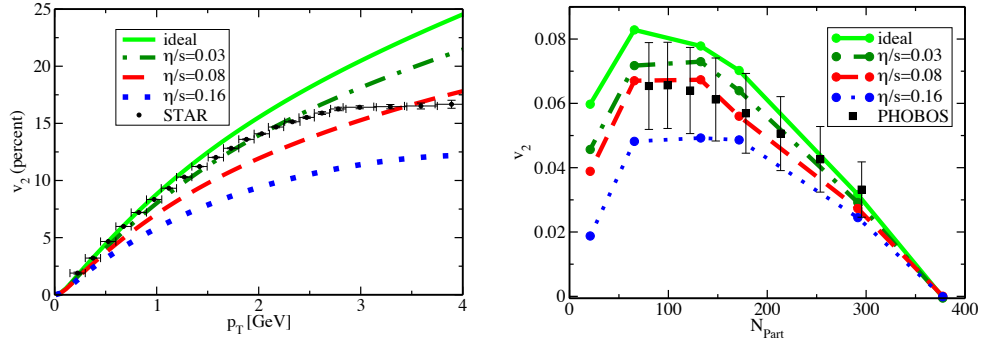 25
20
15
10
5
0
v₂ (percent)
ideal
η/s=0.03
η/s=0.08
η/s=0.16
STAR
0 1 2 3 4
p_T [GeV]
0.08
0.06
0.04
0.02
0
v₂
ideal
η/s=0.03
η/s=0.08
η/s=0.16
PHOBOS
0 100 200 300 400
N_Part